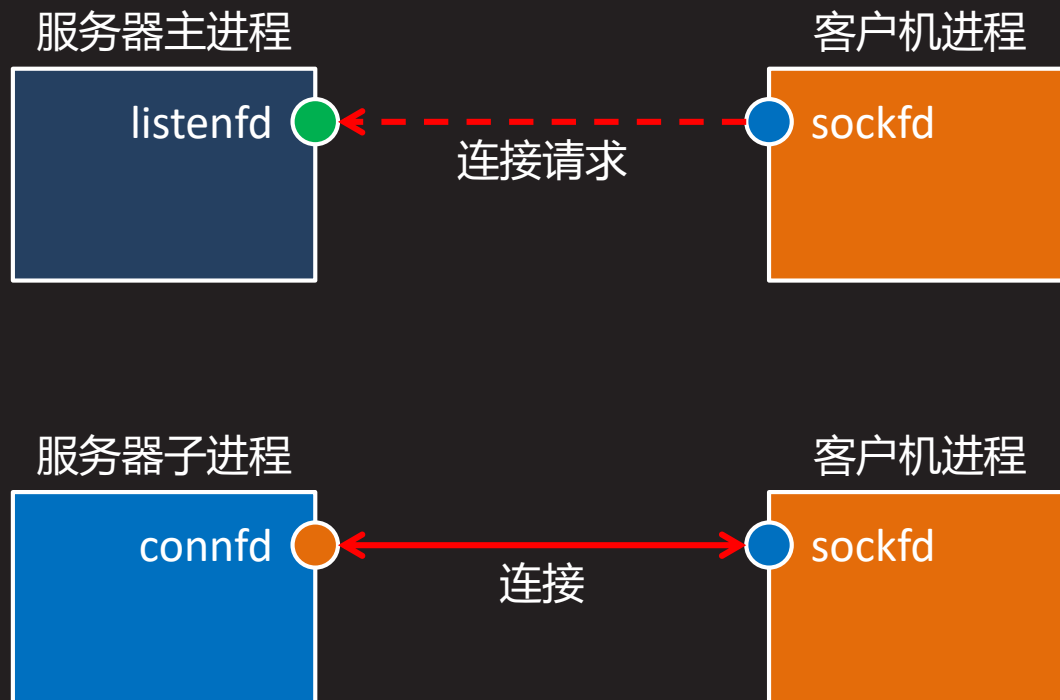 服务器主进程
客户机进程
listenfd
sockfd
连接请求
服务器子进程
客户机进程
connfd
sockfd
连接